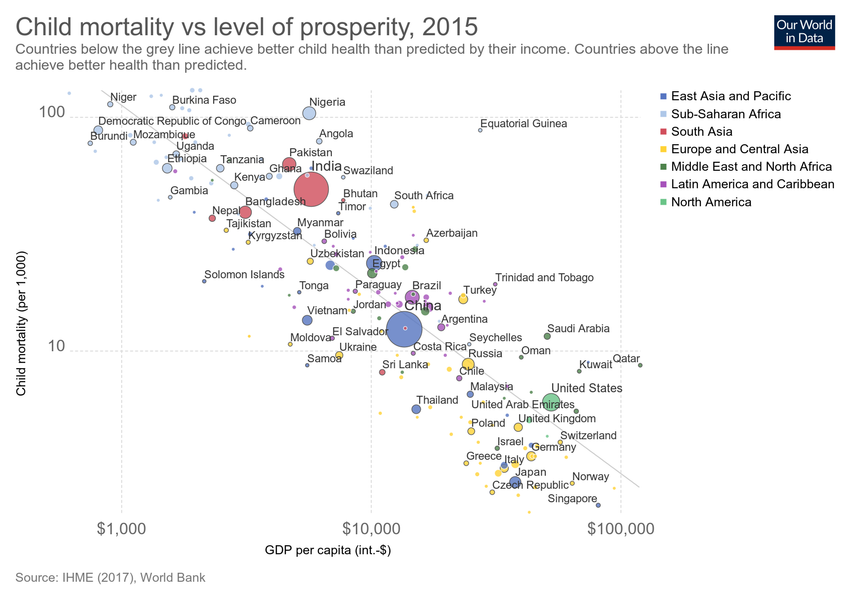 Child mortality vs level of prosperity, 2015
Countries below the grey line achieve better child health than predicted by their income. Countries above the line
achieve better health than predicted.
Our World
in Data
East Asia and Pacific
Sub-Saharan Africa
South Asia
Europe and Central Asia
Middle East and North Africa
Latin America and Caribbean
North America
Child mortality (per 1,000)
100
10
Niger
Burkina Faso
Nigeria
Democratic Republic of Congo
Cameroon
Equatorial Guinea
Burundi
Mozambique
Angola
Uganda
Pakistan
Ethiopia
Tanzania
Ghana
India
Swaziland
Kenya
Gambia
Bhutan
South Africa
Bangladesh
Timor
Nepal
Tajikistan
Myanmar
Kyrgyzstan
Bolivia
Azerbaijan
Uzbekistan
Indonesia
Egypt
Solomon Islands
Tonga
Paraguay
Brazil
Trinidad and Tobago
Turkey
Vietnam
Jordan
China
Argentina
El Salvador
Moldova
Seychelles
Saudi Arabia
Ukraine
Costa Rica
Samoa
Russia
Oman
Sri Lanka
Chile
Kuwait
Qatar
Malaysia
United States
Thailand
United Arab Emirates
Poland
United Kingdom
Israel
Switzerland
Germany
Greece
Italy
Japan
Czech Republic
Norway
Singapore
$1,000
$10,000
$100,000
GDP per capita (int.-$)
Source: IHME (2017), World Bank